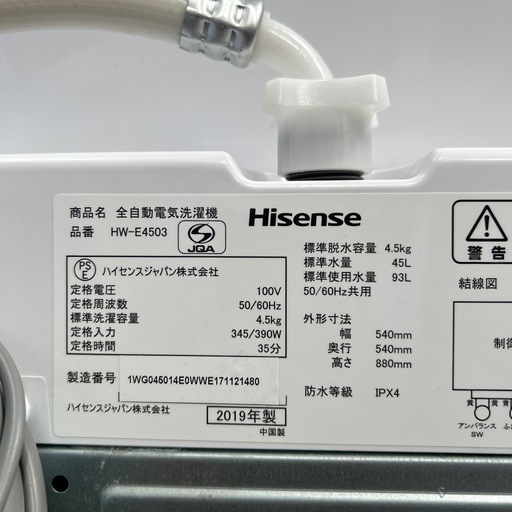 商品名 全自動電気洗濯機
品番 HW-E4503
JQA
Hisense
PS
E
ハイセンスジャパン株式会社
定格電圧 100V
定格周波数 50/60Hz
標準洗濯容量 4.5kg
定格入力 345/390W
定格時間 35分
製造番号 1WG045014E0WWE171121480
ハイセンスジャパン株式会社
2019年製
中国製
標準脱水容量 4.5kg
標準水量 45L
標準使用水量 93L
50/60Hz共用
外形寸法
幅 540mm
奥行 540mm
高さ 880mm
防水等級 IPX4
警告
結線図
制御
黄 黄 青
アンバランス
SW
ふ